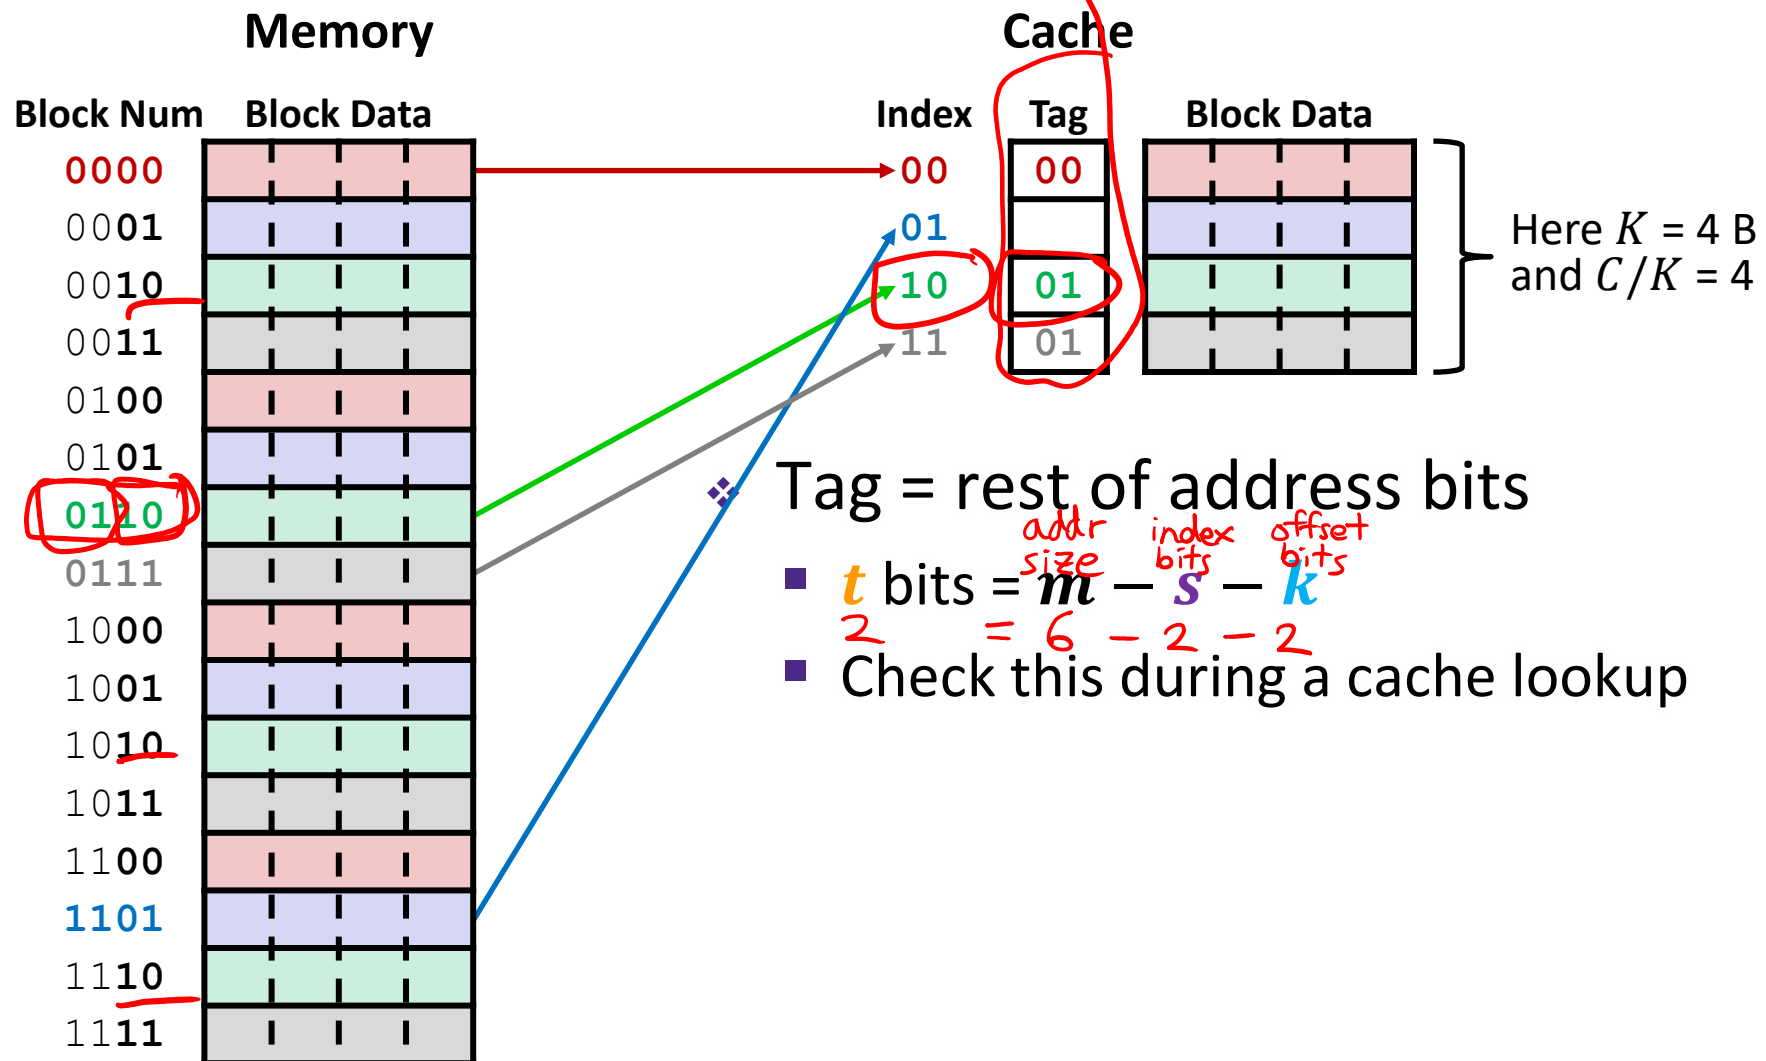 Memory
Cache
Block Num Block Data
Index Tag Block Data
0000
0001
0010
0011
0100
0101
0110
0111
1000
1001
1010
1011
1100
1101
1110
1111
00 00
01
10 01
11 01
Here K = 4 B
and C/K = 4
❖ Tag = rest of address bits
addr size index bits offset bits
▪ t bits = m − s − k
2 = 6 − 2 − 2
▪ Check this during a cache lookup